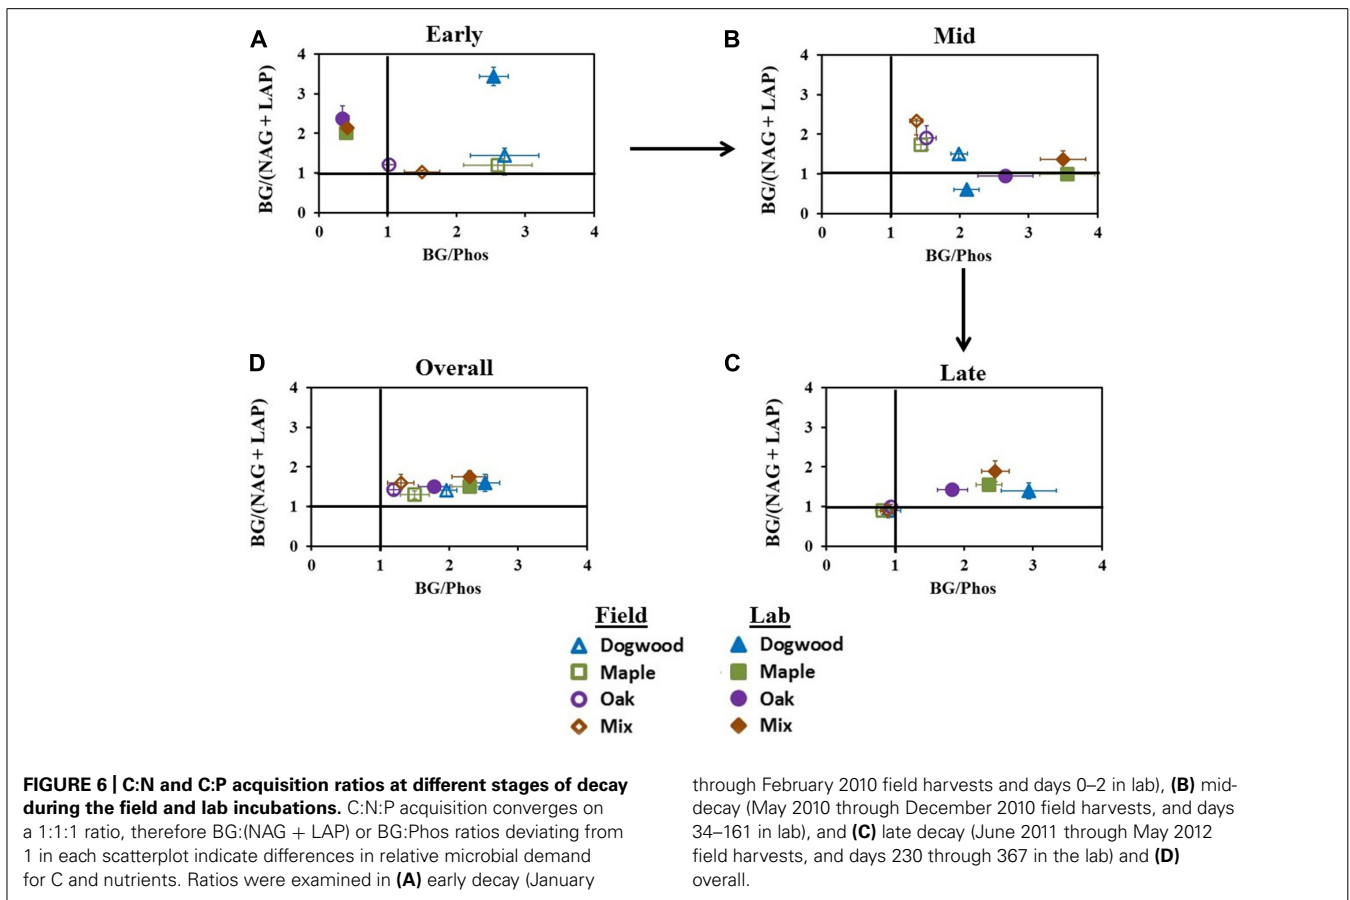 A
Early
BG/(NAG + LAP)
4
3
2
1
0
0 1 2 3 4
BG/Phos
B
Mid
BG/(NAG + LAP)
4
3
2
1
0
0 1 2 3 4
BG/Phos
D
Overall
BG/(NAG + LAP)
4
3
2
1
0
0 1 2 3 4
BG/Phos
C
Late
BG/(NAG + LAP)
4
3
2
1
0
0 1 2 3 4
BG/Phos
Field
Dogwood
Maple
Oak
Mix
Lab
Dogwood
Maple
Oak
Mix
FIGURE 6 | C:N and C:P acquisition ratios at different stages of decay
during the field and lab incubations. C:N:P acquisition converges on
a 1:1:1 ratio, therefore BG:(NAG + LAP) or BG:Phos ratios deviating from
1 in each scatterplot indicate differences in relative microbial demand
for C and nutrients. Ratios were examined in (A) early decay (January
through February 2010 field harvests and days 0–2 in lab), (B) mid-
decay (May 2010 through December 2010 field harvests, and days
34–161 in lab), and (C) late decay (June 2011 through May 2012
field harvests, and days 230 through 367 in the lab) and (D)
overall.